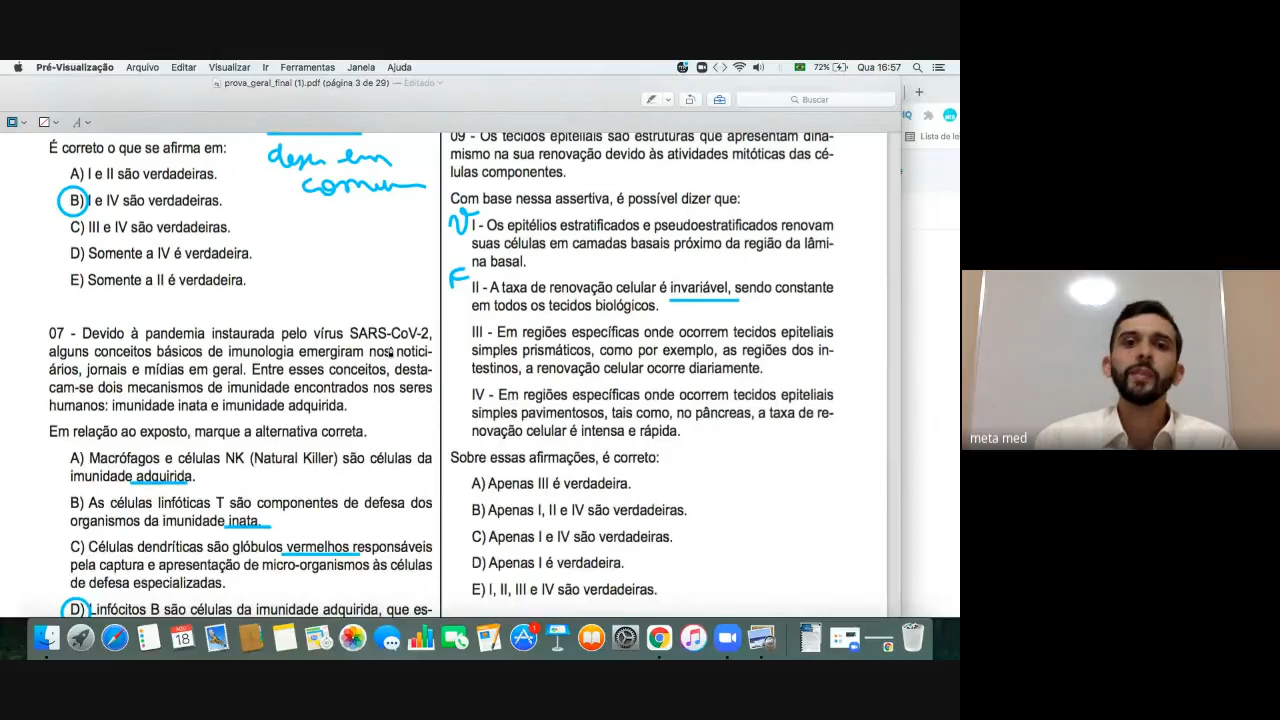 Pré-Visualização Arquivo Editar Visualizar Ir Ferramentas Janela Ajuda
72% Qua 16:57
prova_geral_final (1).pdf (página 3 de 29) — Editado
Buscar
Lista de le
É correto o que se afirma em:
em
comum
A) I e II são verdadeiras.
B) I e IV são verdadeiras.
C) III e IV são verdadeiras.
D) Somente a IV é verdadeira.
E) Somente a II é verdadeira.
07 - Devido à pandemia instaurada pelo vírus SARS-CoV-2,
alguns conceitos básicos de imunologia emergiram nos notici-
ários, jornais e mídias em geral. Entre esses conceitos, desta-
cam-se dois mecanismos de imunidade encontrados nos seres
humanos: imunidade inata e imunidade adquirida.
Em relação ao exposto, marque a alternativa correta.
A) Macrófagos e células NK (Natural Killer) são células da
imunidade adquirida.
B) As células linfóticas T são componentes de defesa dos
organismos da imunidade inata.
C) Células dendríticas são glóbulos vermelhos responsáveis
pela captura e apresentação de micro-organismos às células
de defesa especializadas.
D) Linfócitos B são células da imunidade adquirida, que es-
09 - Os tecidos epiteliais são estruturas que apresentam dina-
mismo na sua renovação devido às atividades mitóticas das cé-
lulas componentes.
Com base nessa assertiva, é possível dizer que:
V
I - Os epitélios estratificados e pseudoestratificados renovam
suas células em camadas basais próximo da região da lâmi-
na basal.
F
II - A taxa de renovação celular é invariável, sendo constante
em todos os tecidos biológicos.
III - Em regiões específicas onde ocorrem tecidos epiteliais
simples prismáticos, como por exemplo, as regiões dos in-
testinos, a renovação celular ocorre diariamente.
IV - Em regiões específicas onde ocorrem tecidos epiteliais
simples pavimentosos, tais como, no pâncreas, a taxa de re-
novação celular é intensa e rápida.
Sobre essas afirmações, é correto:
A) Apenas III é verdadeira.
B) Apenas I, II e IV são verdadeiras.
C) Apenas I e IV são verdadeiras.
D) Apenas I é verdadeira.
E) I, II, III e IV são verdadeiras.
meta med
AGO
18
1